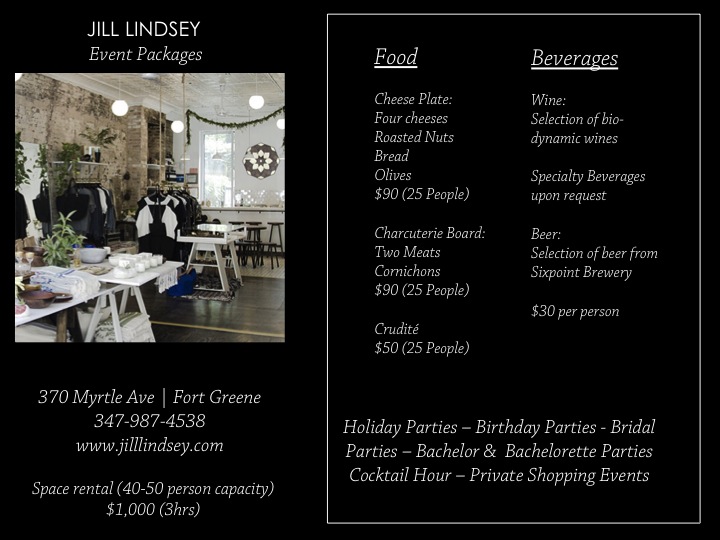 JILL LINDSEY
Event Packages
370 Myrtle Ave | Fort Greene
347-987-4538
www.jilllindsey.com
Space rental (40-50 person capacity)
$1,000 (3hrs)
Food
Cheese Plate:
Four cheeses
Roasted Nuts
Bread
Olives
$90 (25 People)
Charcuterie Board:
Two Meats
Cornichons
$90 (25 People)
Crudité
$50 (25 People)
Beverages
Wine:
Selection of bio-
dynamic wines
Specialty Beverages
upon request
Beer:
Selection of beer from
Sixpoint Brewery
$30 per person
Holiday Parties – Birthday Parties - Bridal
Parties – Bachelor & Bachelorette Parties
Cocktail Hour – Private Shopping Events